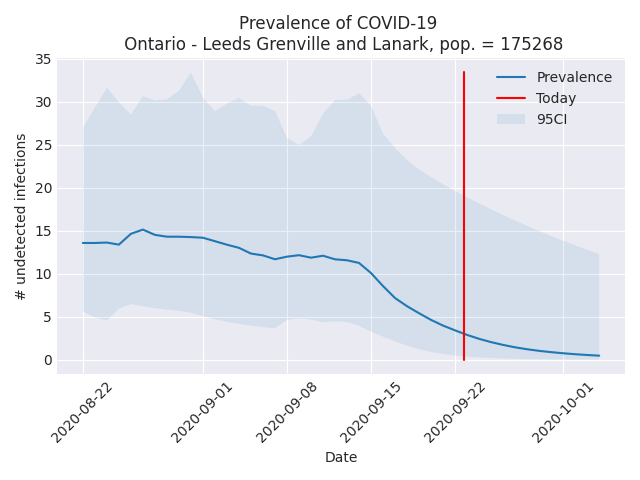 Prevalence of COVID-19
Ontario - Leeds Grenville and Lanark, pop. = 175268
35
30
25
20
15
10
5
0
# undetected infections
Prevalence
Today
95CI
2020-08-22
2020-09-01
2020-09-08
2020-09-15
2020-09-22
2020-10-01
Date